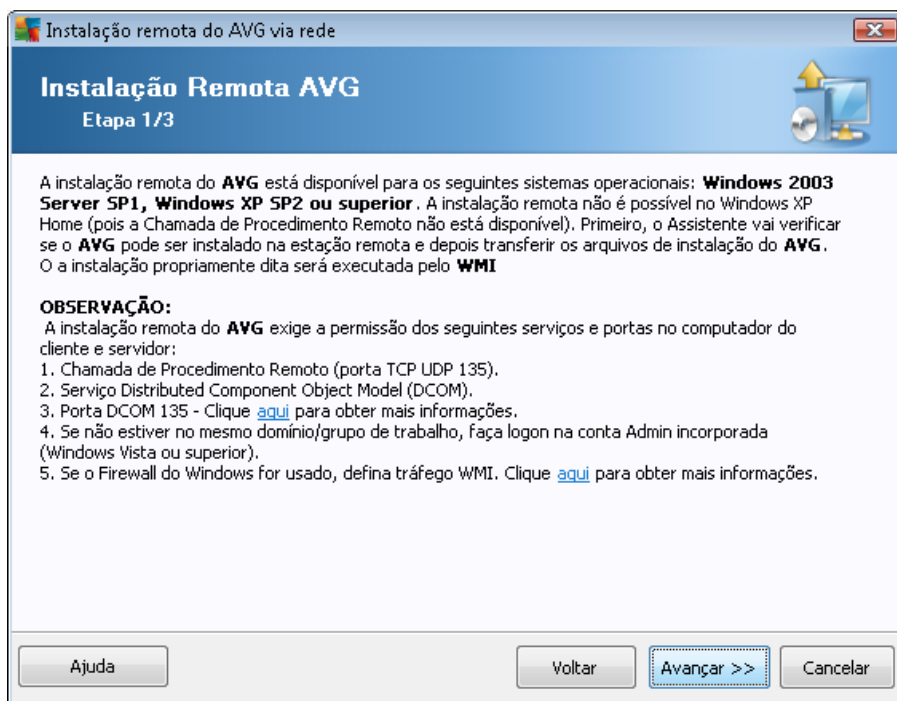 Instalação remota do AVG via rede
Instalação Remota AVG
Etapa 1/3
A instalação remota do AVG está disponível para os seguintes sistemas operacionais: Windows 2003
Server SP1, Windows XP SP2 ou superior. A instalação remota não é possível no Windows XP
Home (pois a Chamada de Procedimento Remoto não está disponível). Primeiro, o Assistente vai verificar
se o AVG pode ser instalado na estação remota e depois transferir os arquivos de instalação do AVG.
O a instalação propriamente dita será executada pelo WMI
OBSERVAÇÃO:
A instalação remota do AVG exige a permissão dos seguintes serviços e portas no computador do
cliente e servidor:
1. Chamada de Procedimento Remoto (porta TCP UDP 135).
2. Serviço Distributed Component Object Model (DCOM).
3. Porta DCOM 135 - Clique aqui para obter mais informações.
4. Se não estiver no mesmo domínio/grupo de trabalho, faça logon na conta Admin incorporada
(Windows Vista ou superior).
5. Se o Firewall do Windows for usado, defina tráfego WMI. Clique aqui para obter mais informações.
Ajuda
Voltar
Avançar >>
Cancelar